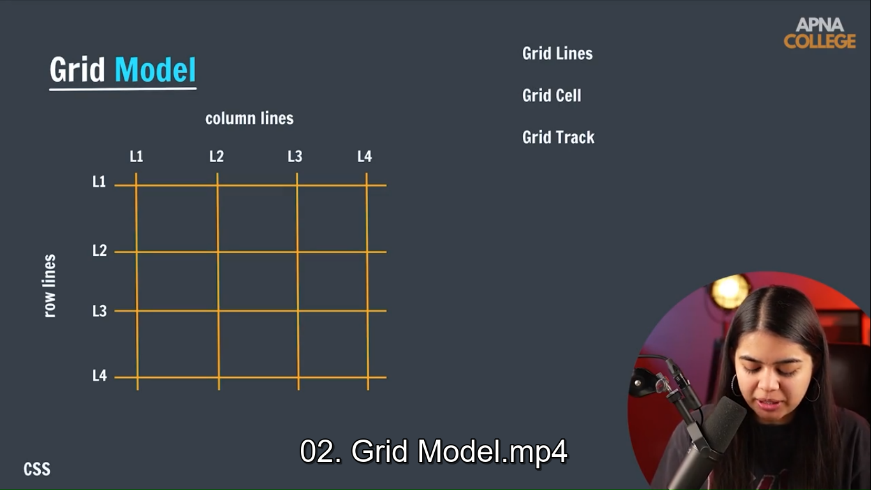 APNA
COLLEGE
Grid Model
Grid Lines
Grid Cell
Grid Track
column lines
L1 L2 L3 L4
L1
L2
row lines
L3
L4
02. Grid Model.mp4
CSS